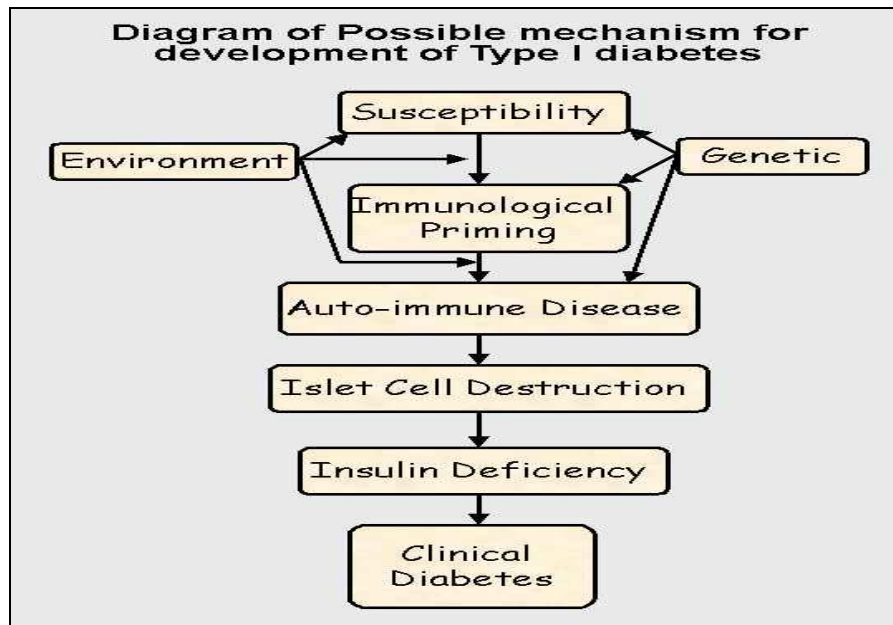 Diagram of Possible mechanism for
development of Type I diabetes
Susceptibility
Environment
Genetic
Immunological
Priming
Auto-immune Disease
Islet Cell Destruction
Insulin Deficiency
Clinical
Diabetes